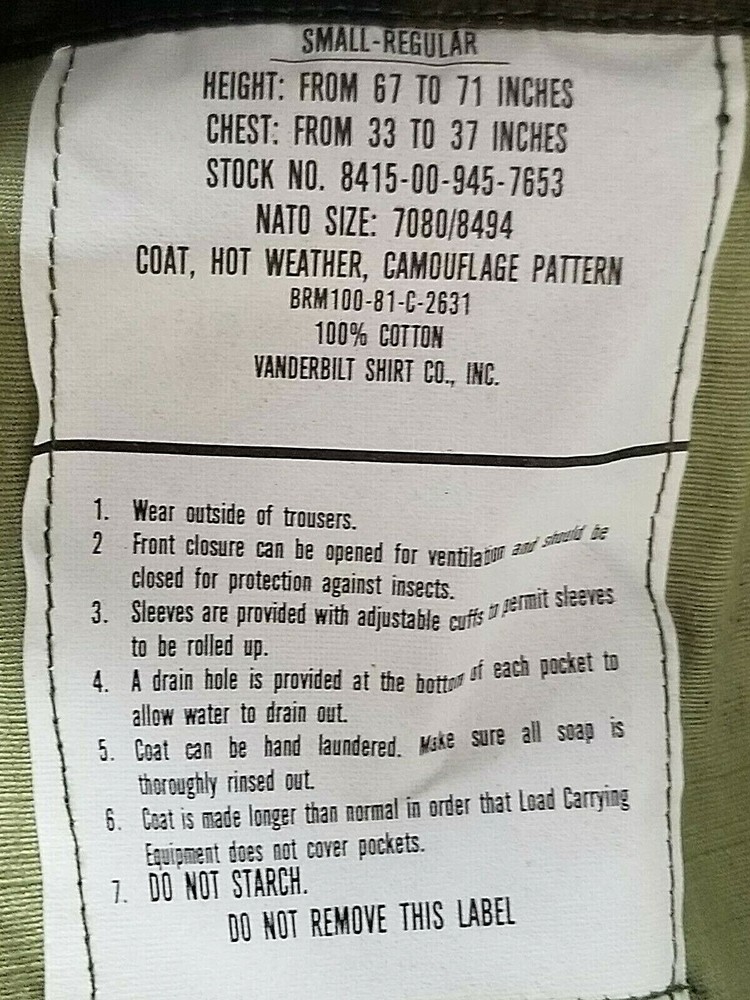 SMALL-REGULAR
HEIGHT: FROM 67 TO 71 INCHES
CHEST: FROM 33 TO 37 INCHES
STOCK NO. 8415-00-945-7653
NATO SIZE: 7080/8494
COAT, HOT WEATHER, CAMOUFLAGE PATTERN
BRM100-81-C-2631
100% COTTON
VANDERBILT SHIRT CO., INC.
1. Wear outside of trousers.
2 Front closure can be opened for ventilation and should be
closed for protection against insects.
3. Sleeves are provided with adjustable cuffs to permit sleeves
to be rolled up.
4. A drain hole is provided at the bottom of each pocket to
allow water to drain out.
5. Coat can be hand laundered. Make sure all soap is
thoroughly rinsed out.
6. Coat is made longer than normal in order that Load Carrying
Equipment does not cover pockets.
7. DO NOT STARCH.
DO NOT REMOVE THIS LABEL